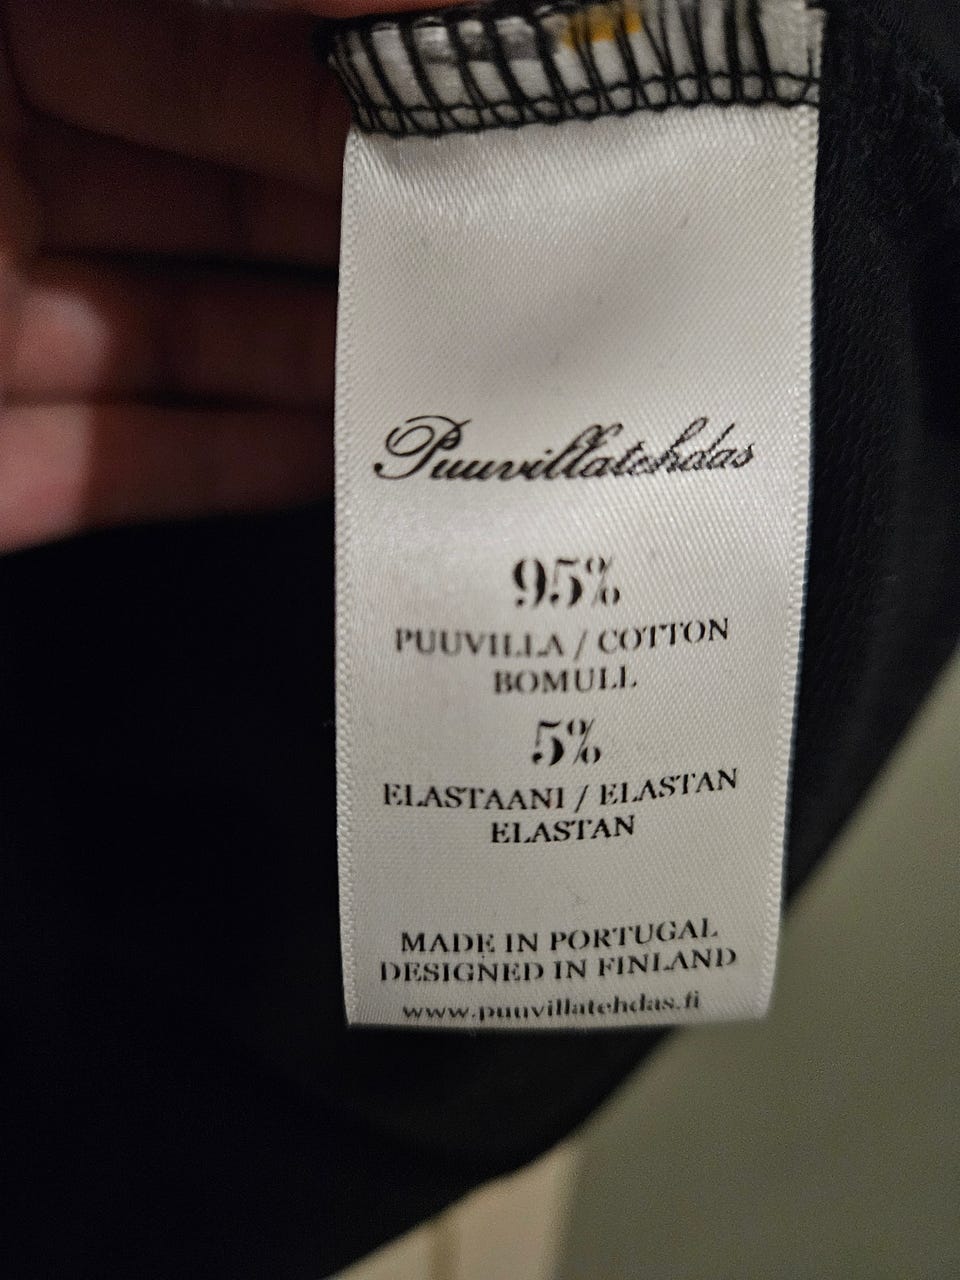 Puuvillatehdas
95%
PUUVILLA / COTTON
BOMULL
5%
ELASTAANI / ELASTAN
ELASTAN
MADE IN PORTUGAL
DESIGNED IN FINLAND
www.puuvillatehdas.fi